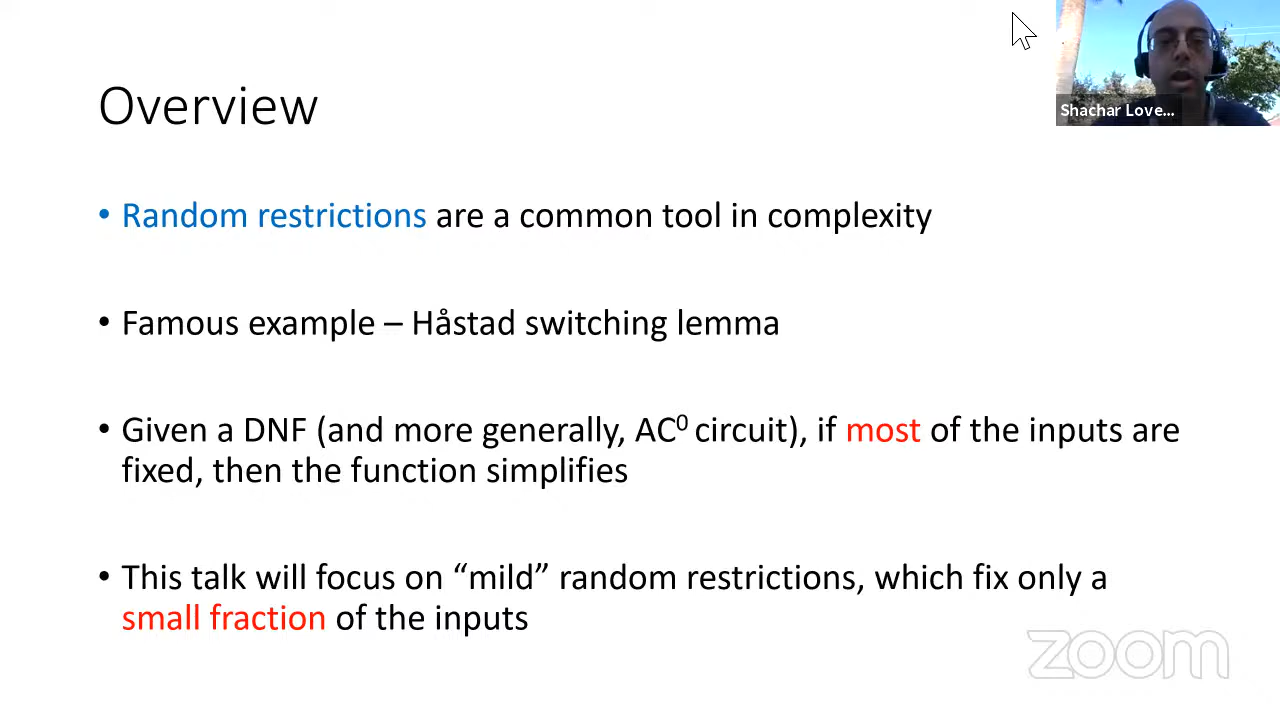 Overview
Shachar Love...
• Random restrictions are a common tool in complexity
• Famous example – Håstad switching lemma
• Given a DNF (and more generally, AC⁰ circuit), if most of the inputs are
fixed, then the function simplifies
• This talk will focus on “mild” random restrictions, which fix only a
small fraction of the inputs
zoom